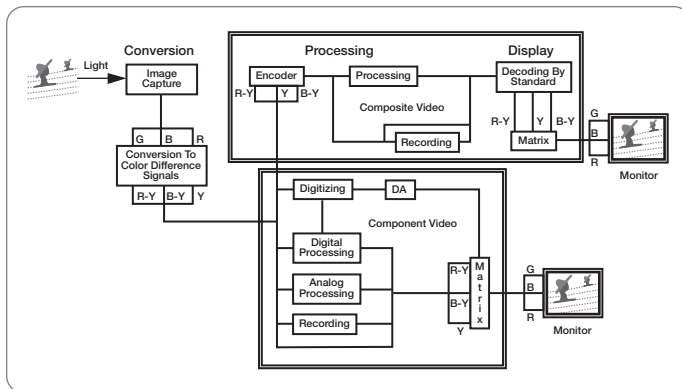 Conversion
Processing
Display
Light
Image
Capture
Encoder
R-Y
Y
B-Y
Processing
Composite Video
Recording
Decoding By
Standard
R-Y
Y
B-Y
Matrix
G
B
R
Monitor
G
B
R
Conversion To
Color Difference
Signals
R-Y
B-Y
Y
Digitizing
DA
Component Video
Digital
Processing
Analog
Processing
Recording
R-Y
B-Y
Y
M
a
t
r
i
x
G
B
R
Monitor